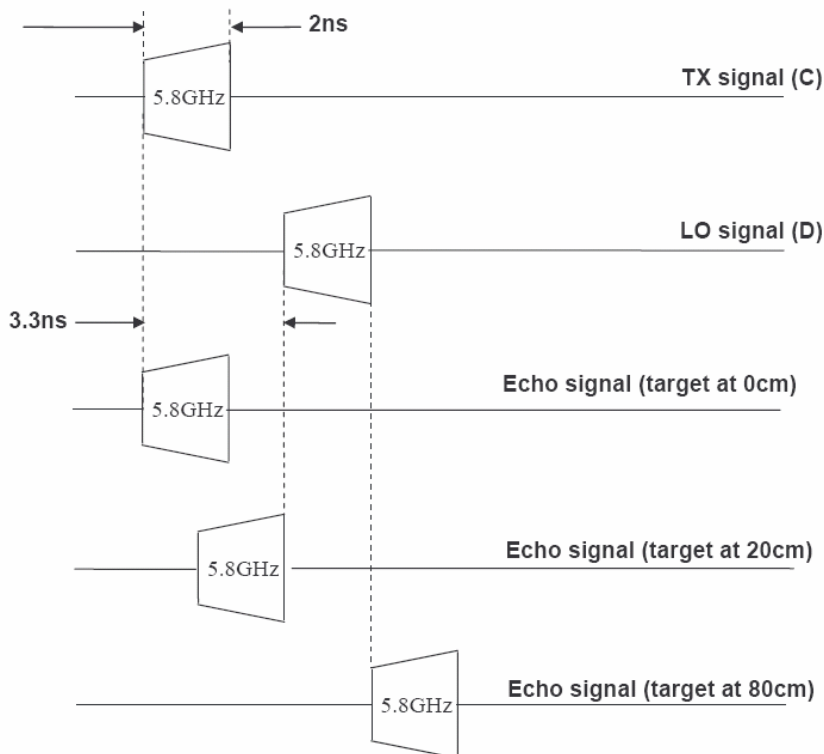 2ns
TX signal (C)
5.8GHz
LO signal (D)
5.8GHz
3.3ns
Echo signal (target at 0cm)
5.8GHz
Echo signal (target at 20cm)
5.8GHz
Echo signal (target at 80cm)
5.8GHz